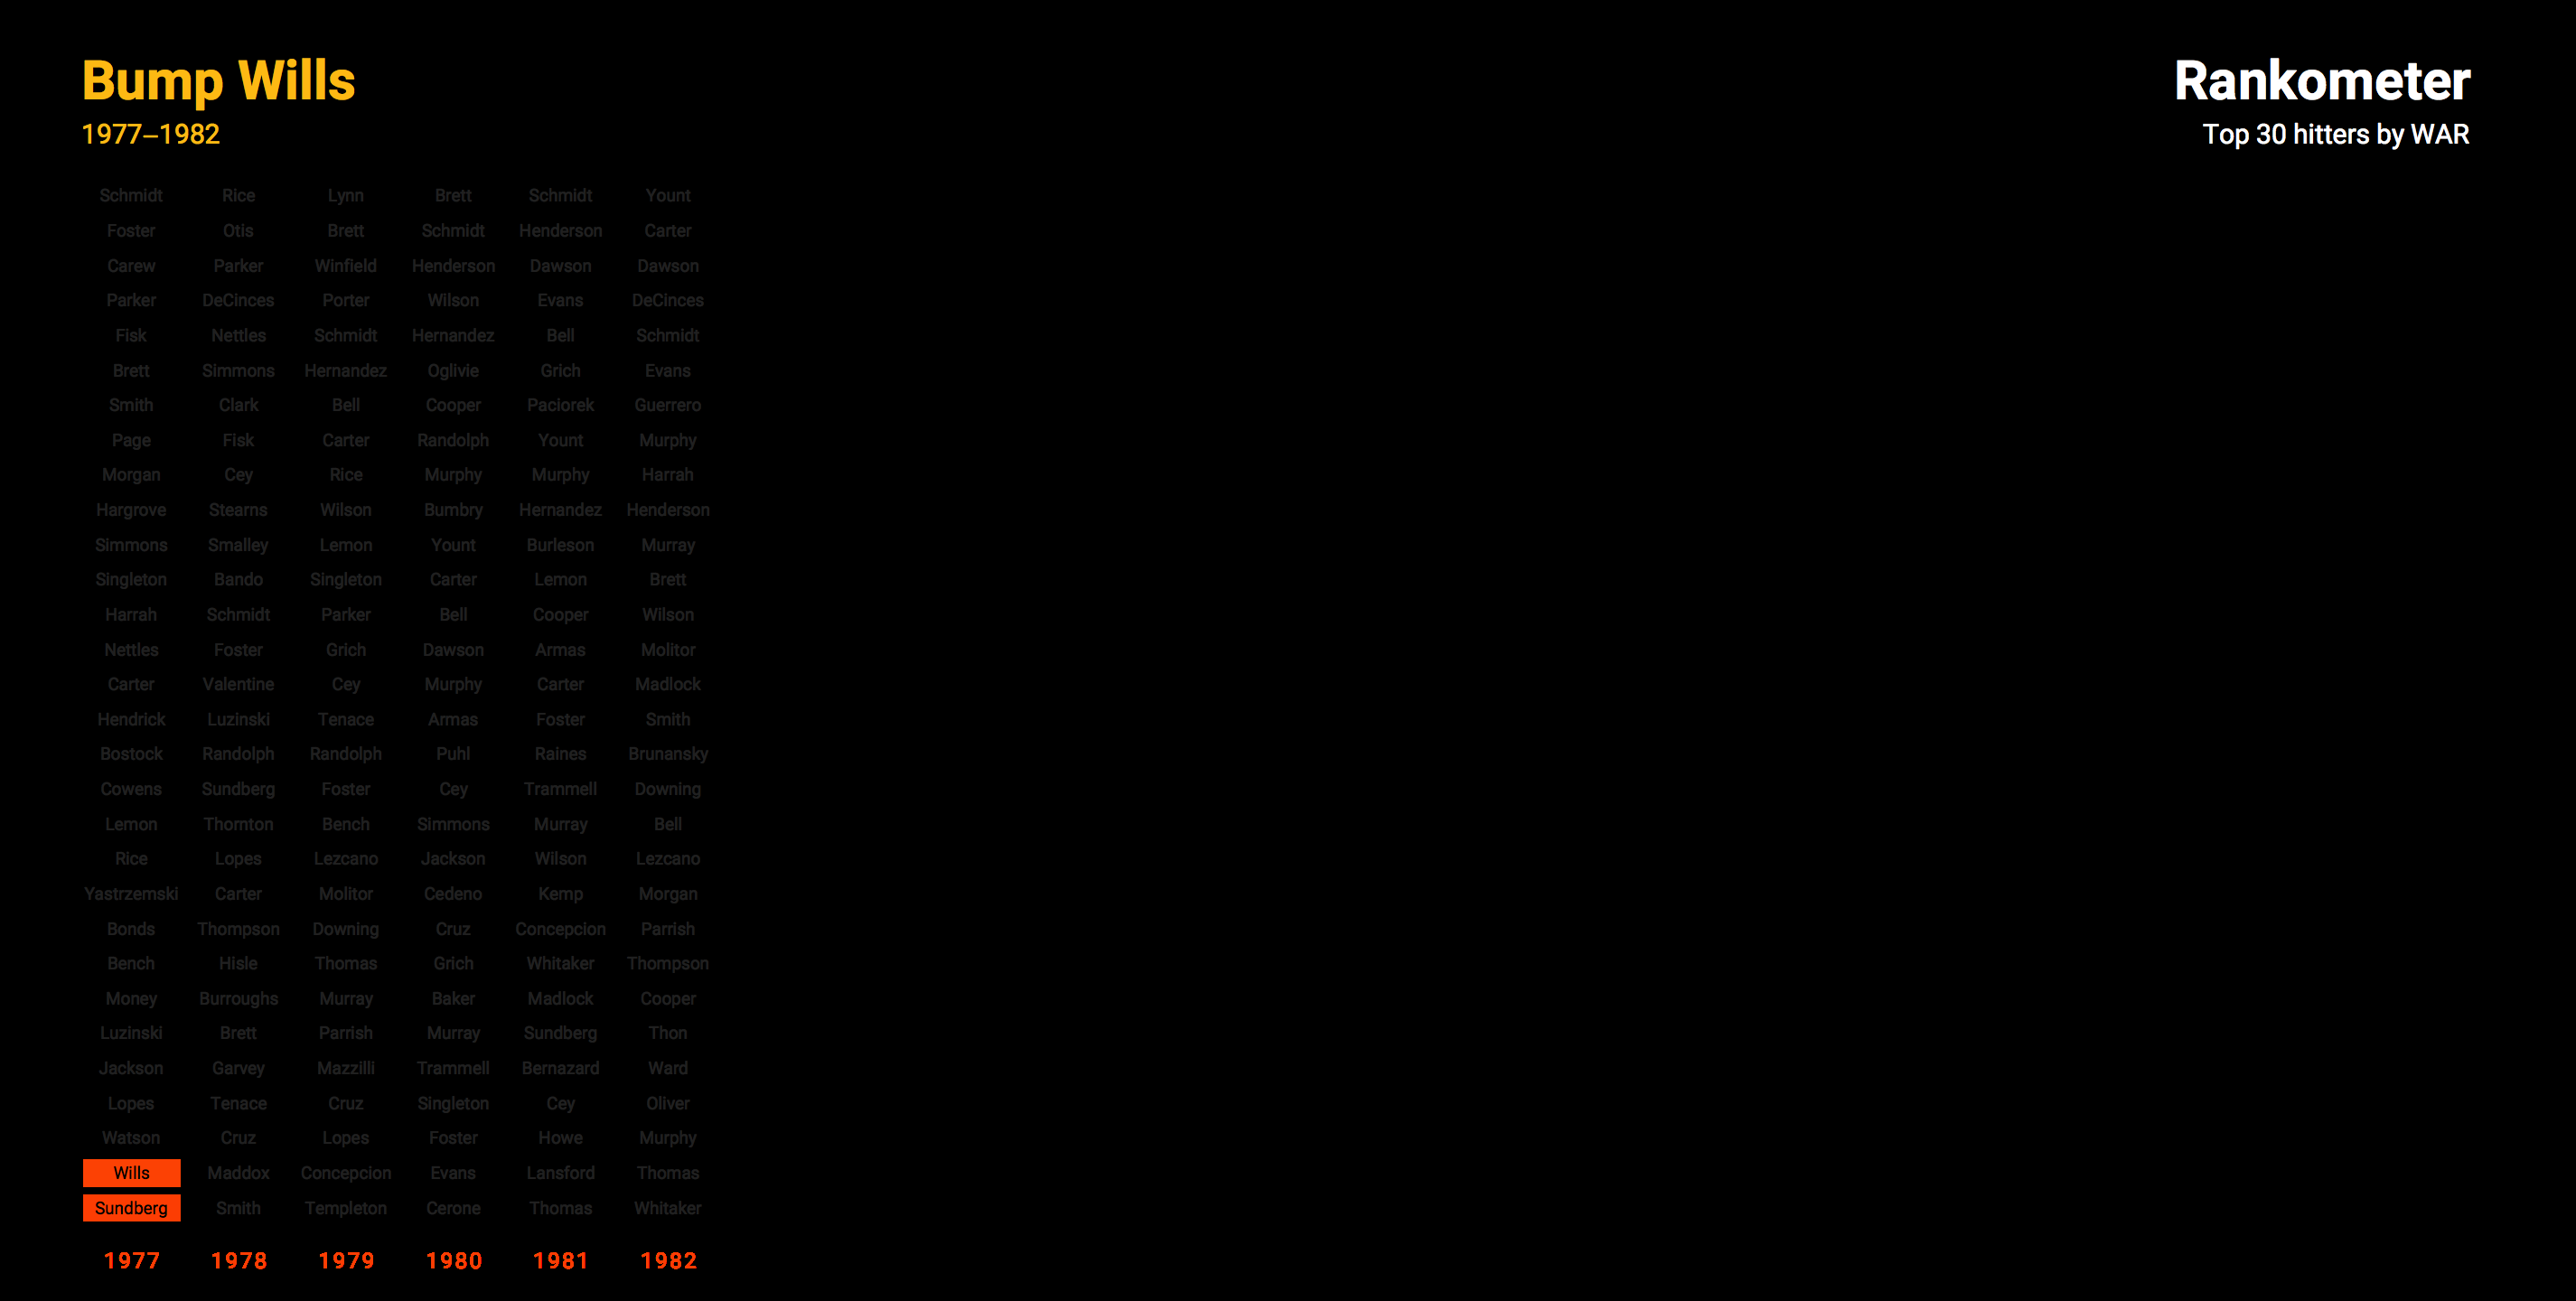 Bump Wills
1977–1982
Rankometer
Top 30 hitters by WAR
Schmidt Rice Lynn Brett Schmidt Yount
Foster Otis Brett Schmidt Henderson Carter
Carew Parker Winfield Henderson Dawson Dawson
Parker DeCinces Porter Wilson Evans DeCinces
Fisk Nettles Schmidt Hernandez Bell Schmidt
Brett Simmons Hernandez Oglivie Grich Evans
Smith Clark Bell Cooper Paciorek Guerrero
Page Fisk Carter Randolph Yount Murphy
Morgan Cey Rice Murphy Murphy Harrah
Hargrove Stearns Wilson Bumbry Hernandez Henderson
Simmons Smalley Lemon Yount Burleson Murray
Singleton Bando Singleton Carter Lemon Brett
Harrah Schmidt Parker Bell Cooper Wilson
Nettles Foster Grich Dawson Armas Molitor
Carter Valentine Cey Murphy Carter Madlock
Hendrick Luzinski Tenace Armas Foster Smith
Bostock Randolph Randolph Puhl Raines Brunansky
Cowens Sundberg Foster Cey Trammell Downing
Lemon Thornton Bench Simmons Murray Bell
Rice Lopes Lezcano Jackson Wilson Lezcano
Yastrzemski Carter Molitor Cedeno Kemp Morgan
Bonds Thompson Downing Cruz Concepcion Parrish
Bench Hisle Thomas Grich Whitaker Thompson
Money Burroughs Murray Baker Madlock Cooper
Luzinski Brett Parrish Murray Sundberg Thon
Jackson Garvey Mazzilli Trammell Bernazard Ward
Lopes Tenace Cruz Singleton Cey Oliver
Watson Cruz Lopes Foster Howe Murphy
Wills Maddox Concepcion Evans Lansford Thomas
Sundberg Smith Templeton Cerone Thomas Whitaker
1977 1978 1979 1980 1981 1982